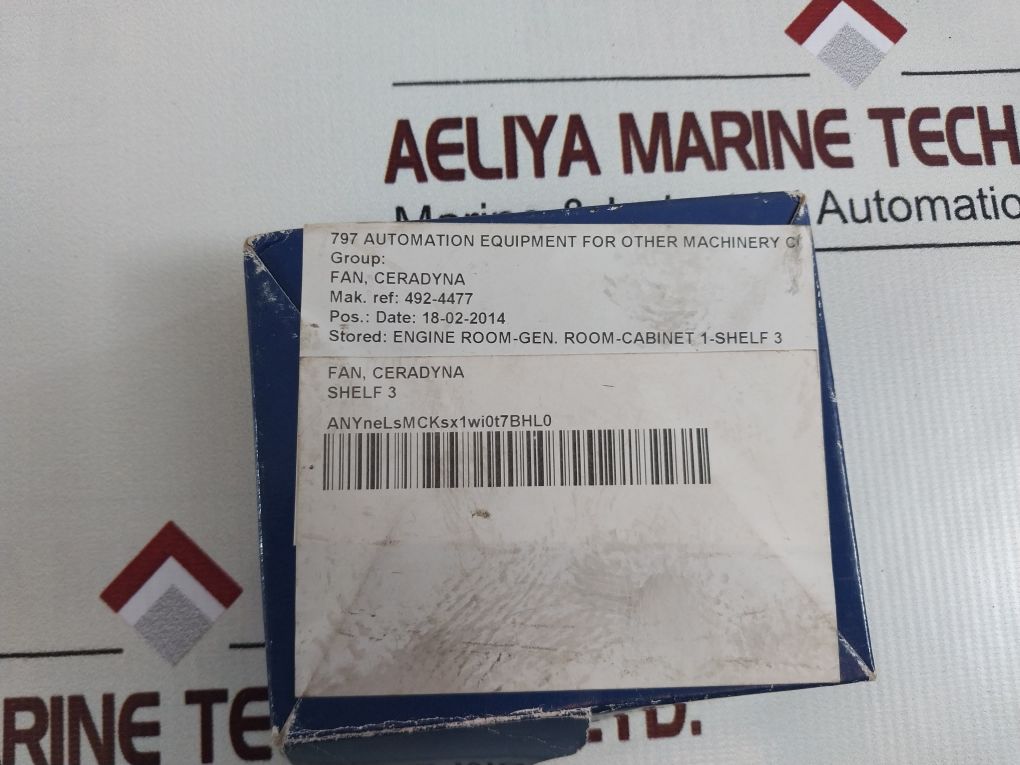 AELIYA MARINE TECH
Marine & Automatio
797 AUTOMATION EQUIPMENT FOR OTHER MACHINERY C
Group:
FAN, CERADYNA
Mak. ref: 492-4477
Pos.: Date: 18-02-2014
Stored: ENGINE ROOM-GEN. ROOM-CABINET 1-SHELF 3
FAN, CERADYNA
SHELF 3
ANYneLsMCKsx1wi0t7BHL0
RINE TE LTD.